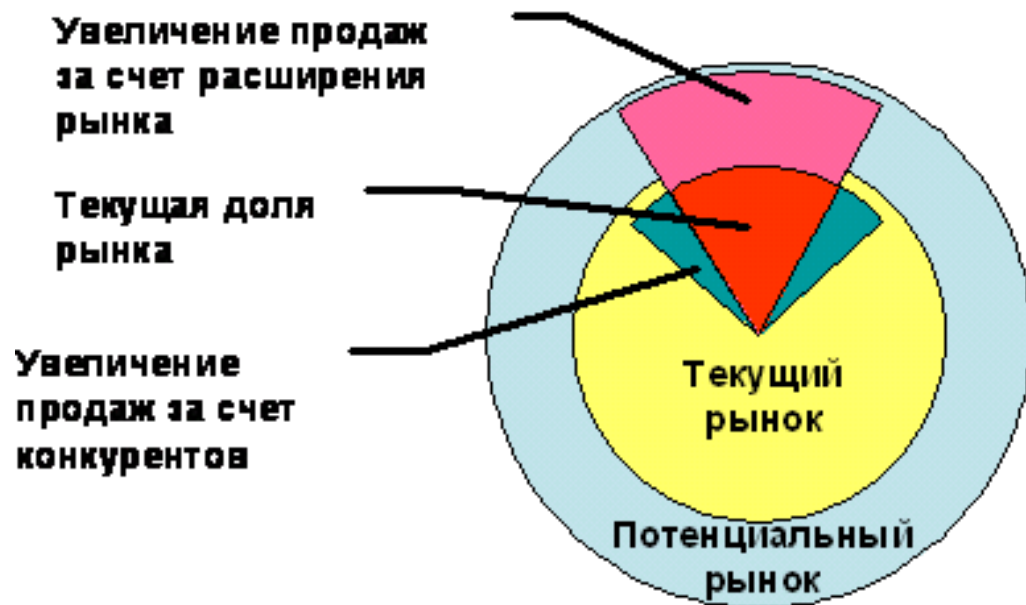 Увеличение продаж
за счет расширения
рынка
Текущая доля
рынка
Увеличение
продаж за счет
конкурентов
Текущий
рынок
Потенциальный
рынок